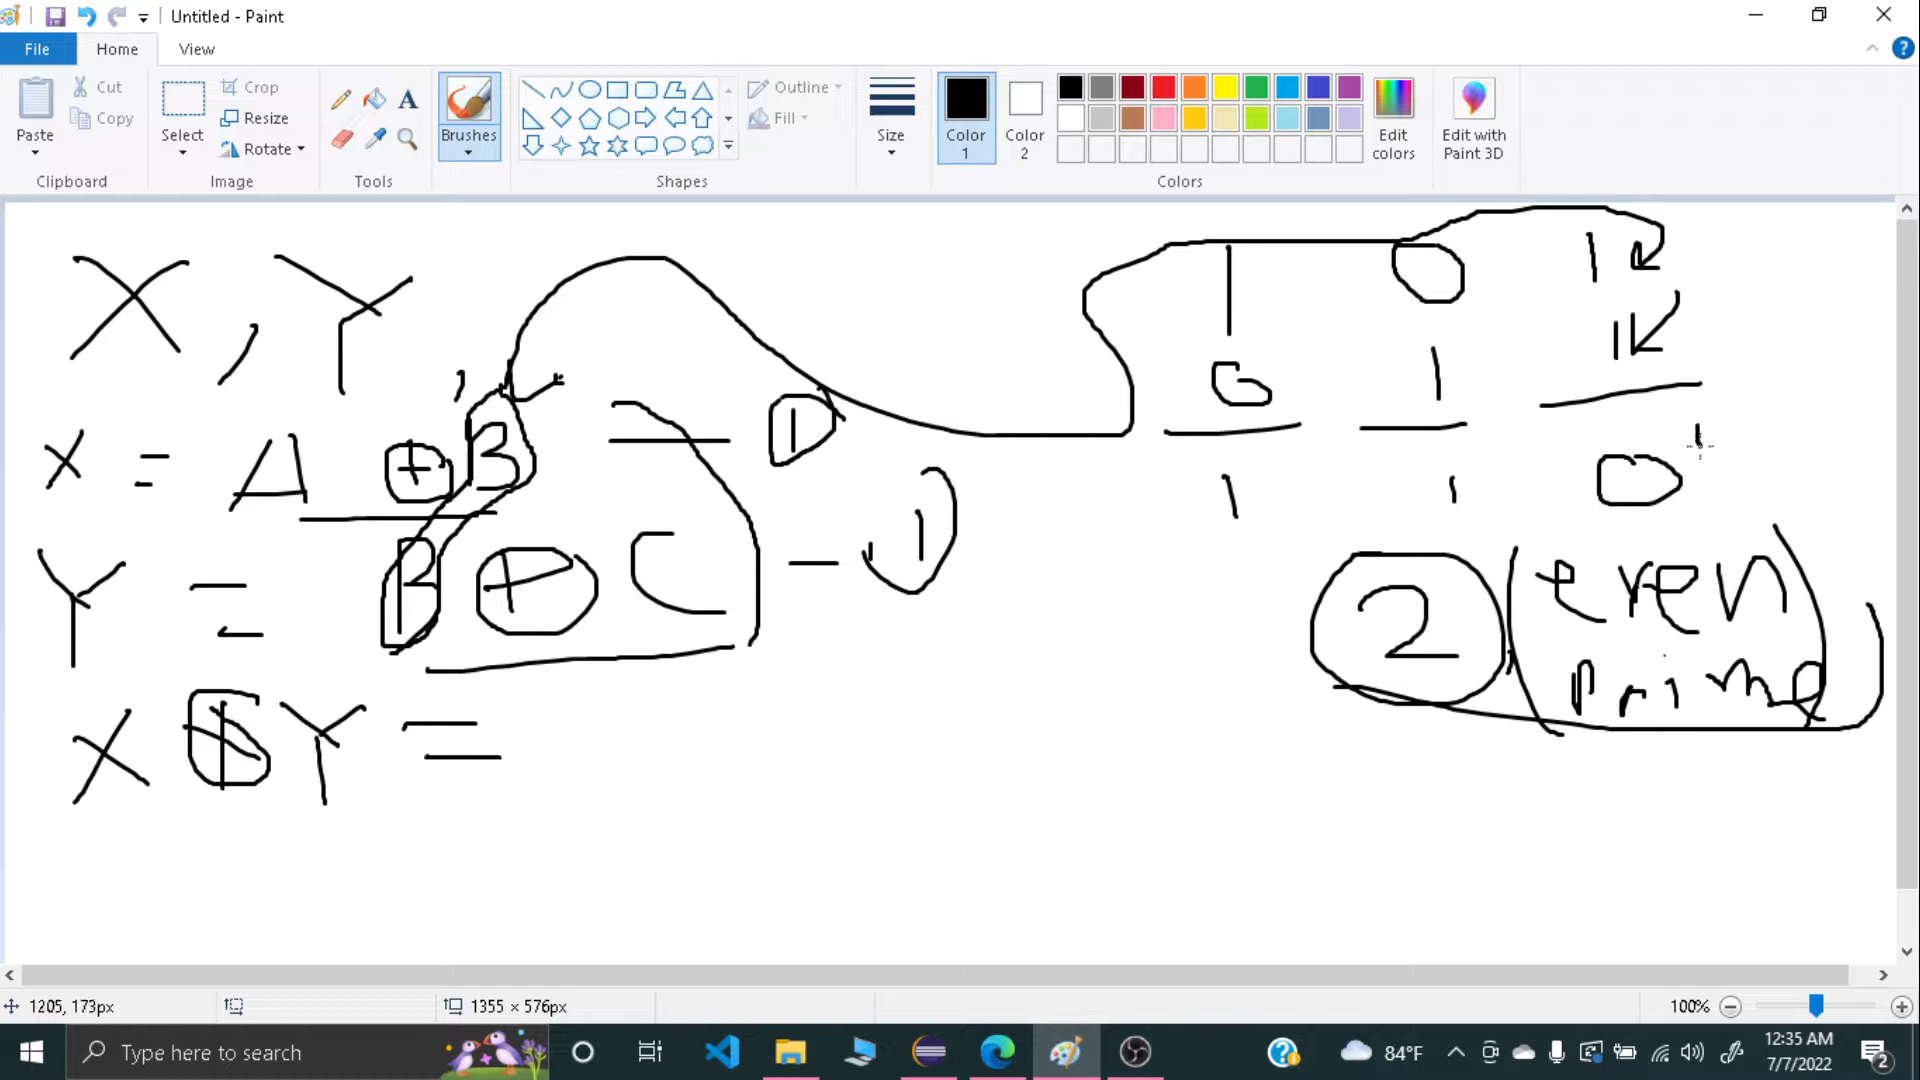 Untitled - Paint
File Home View
Paste
Cut
Copy
Clipboard
Select
Crop
Resize
Rotate
Image
Tools
Brushes
Shapes
Outline
Fill
Size
Color 1
Color 2
Edit colors
Edit with Paint 3D
Colors
X, Y
X = A ⊕ B — 1
Y = B ⊕ C — 1
X ⊕ Y =
1 0 1
0 1 1
1 1 0
2 (even
prime)
1205, 173px
1355 × 576px
100%
Type here to search
84°F
12:35 AM
7/7/2022
2